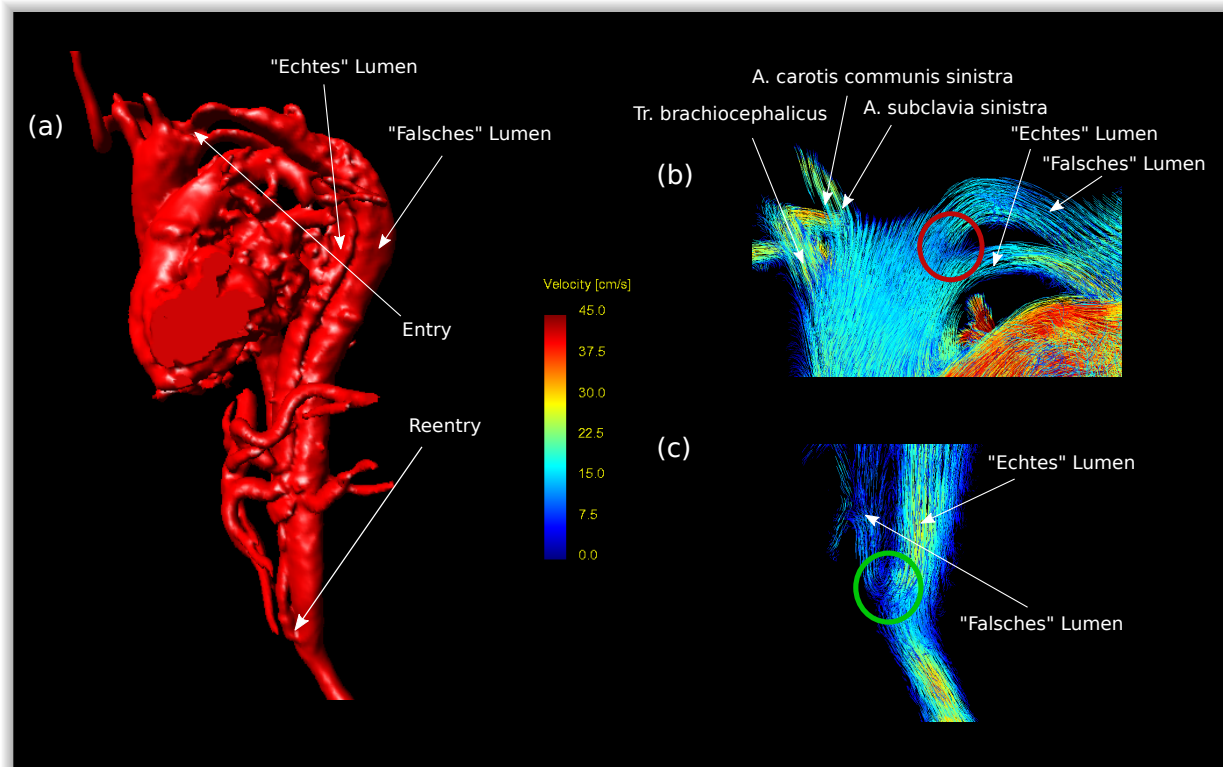 (a)
"Echtes" Lumen
"Falsches" Lumen
Entry
Reentry
Velocity [cm/s]
45.0
37.5
30.0
22.5
15.0
7.5
0.0
(b)
A. carotis communis sinistra
Tr. brachiocephalicus
A. subclavia sinistra
"Echtes" Lumen
"Falsches" Lumen
(c)
"Echtes" Lumen
"Falsches" Lumen